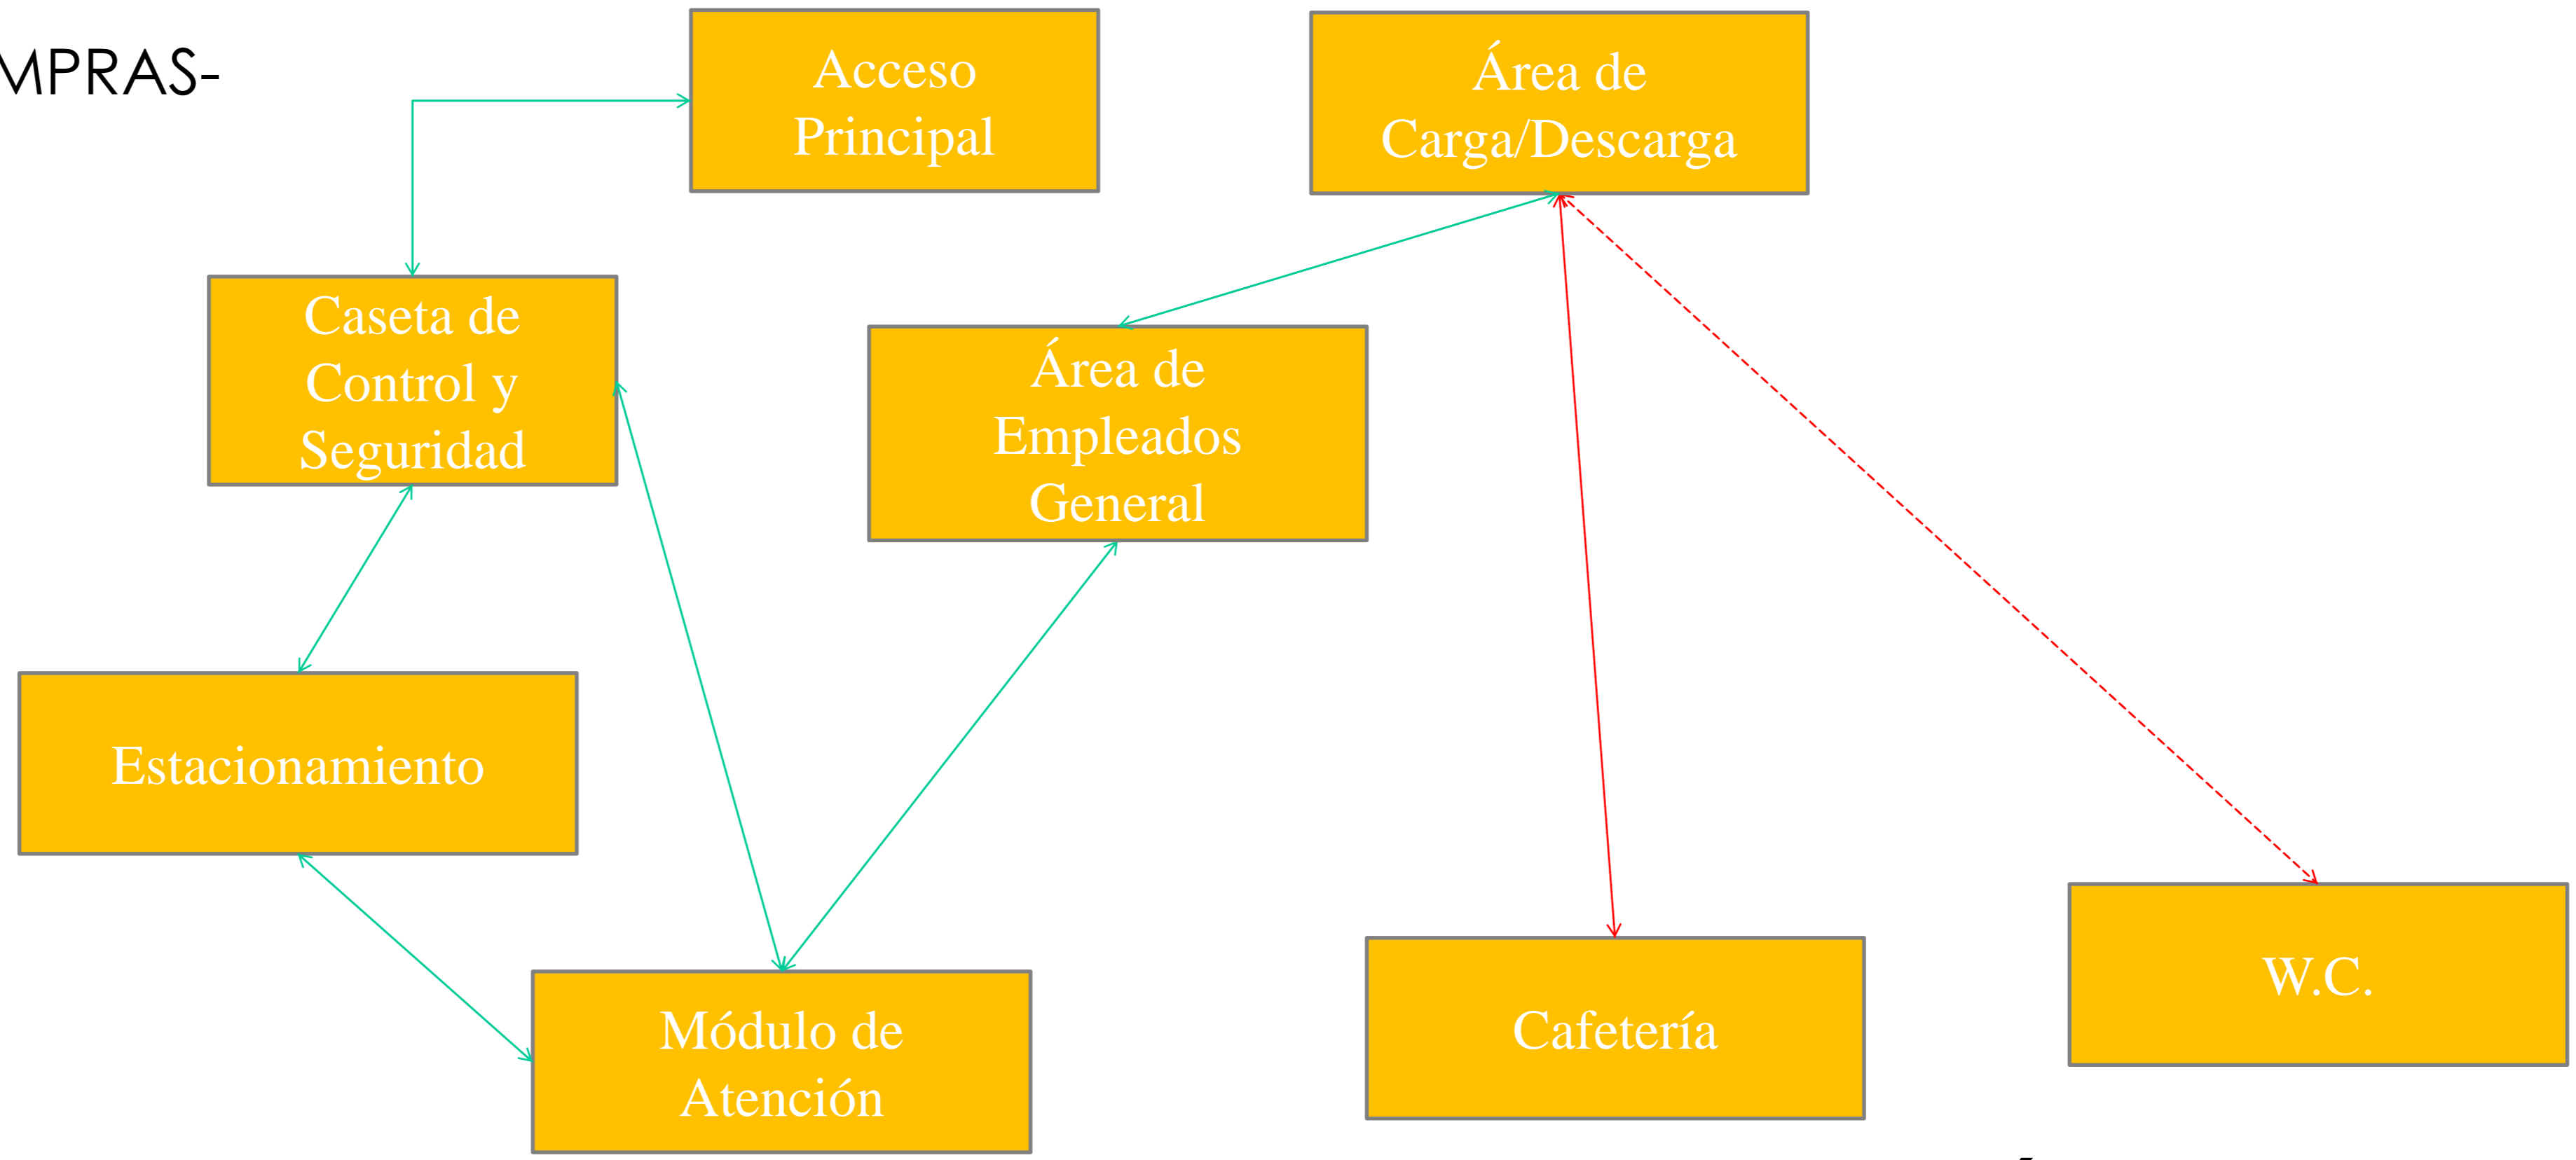 MPRAS-
Acceso
Principal
Área de
Carga/Descarga
Caseta de
Control y
Seguridad
Área de
Empleados
General
Estacionamiento
Módulo de
Atención
Cafetería
W.C.